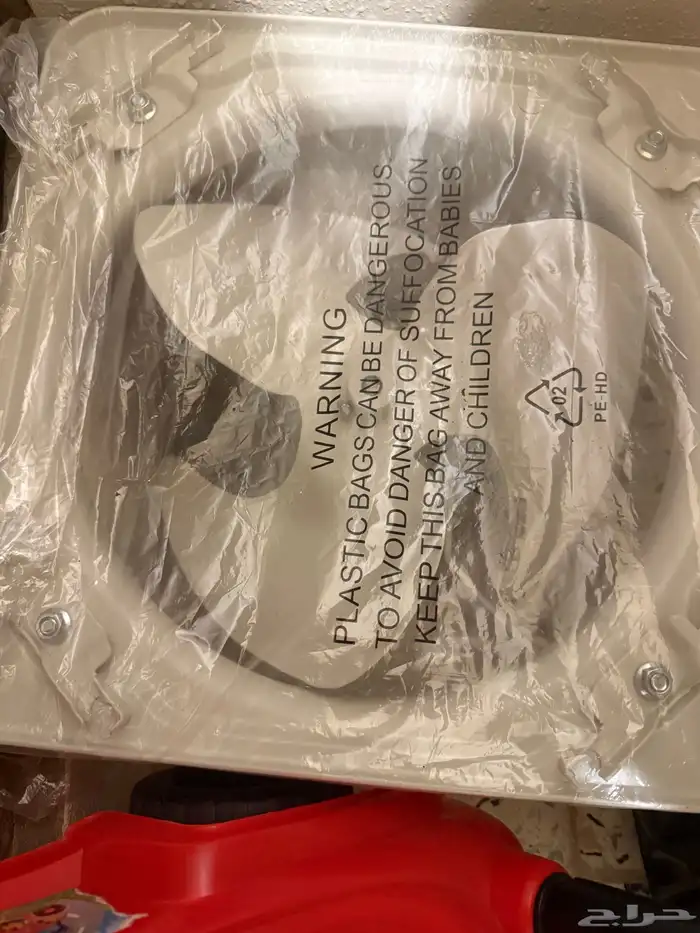 WARNING
PLASTIC BAGS CAN BE DANGEROUS.
TO AVOID DANGER OF SUFFOCATION
KEEP THIS BAG AWAY FROM BABIES
AND CHILDREN
02
PE-HD
حراج